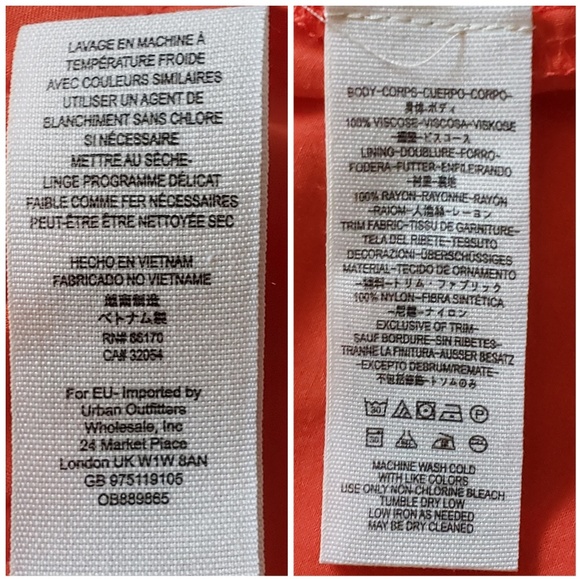 LAVAGE EN MACHINE À
TEMPÉRATURE FROIDE
AVEC COULEURS SIMILAIRES
UTILISER UN AGENT DE
BLANCHIMENT SANS CHLORE
SI NÉCESSAIRE
METTRE AU SÈCHE-
LINGE PROGRAMME DÉLICAT
FAIBLE COMME FER NÉCESSAIRES
PEUT-ÊTRE ÊTRE NETTOYÉE SEC
HECHO EN VIETNAM
FABRICADO NO VIETNAME
越南制造
ベトナム製
RN# 66170
CA# 32054
For EU- Imported by
Urban Outfitters
Wholesale, Inc
24 Market Place
London UK W1W 8AN
GB 975119105
OB889865
BODY-CORPS-CUERPO-CORPO-
身体-ボディ
100% VISCOSE-VISCOSA-VISKOSE
ビスコース
LINING-DOUBLURE-FORRO-
FODERA-FUTTER-ENFILEIRANDO
-衬里-裏地
100% RAYON-RAYONNE-RAYÓN
-RAIOM-人造絲-レーヨン
TRIM FABRIC-TISSU DE GARNITURE-
TELA DEL RIBETE-TESSUTO
DECORAZIONI-ÜBERSCHÜSSIGES
MATERIAL-TECIDO DE ORNAMENTO
トリム-ファブリック
100% NYLON-FIBRA SINTÉTICA
-尼龍-ナイロン
EXCLUSIVE OF TRIM-
SAUF BORDURE-SIN RIBETES-
TRANNE LA FINITURA-AUSSER BESATZ
-EXCEPTO DEBRUM/REMATE-
不包括トリムのみ
MACHINE WASH COLD
WITH LIKE COLORS
USE ONLY NON-CHLORINE BLEACH
TUMBLE DRY LOW
LOW IRON AS NEEDED
MAY BE DRY CLEANED